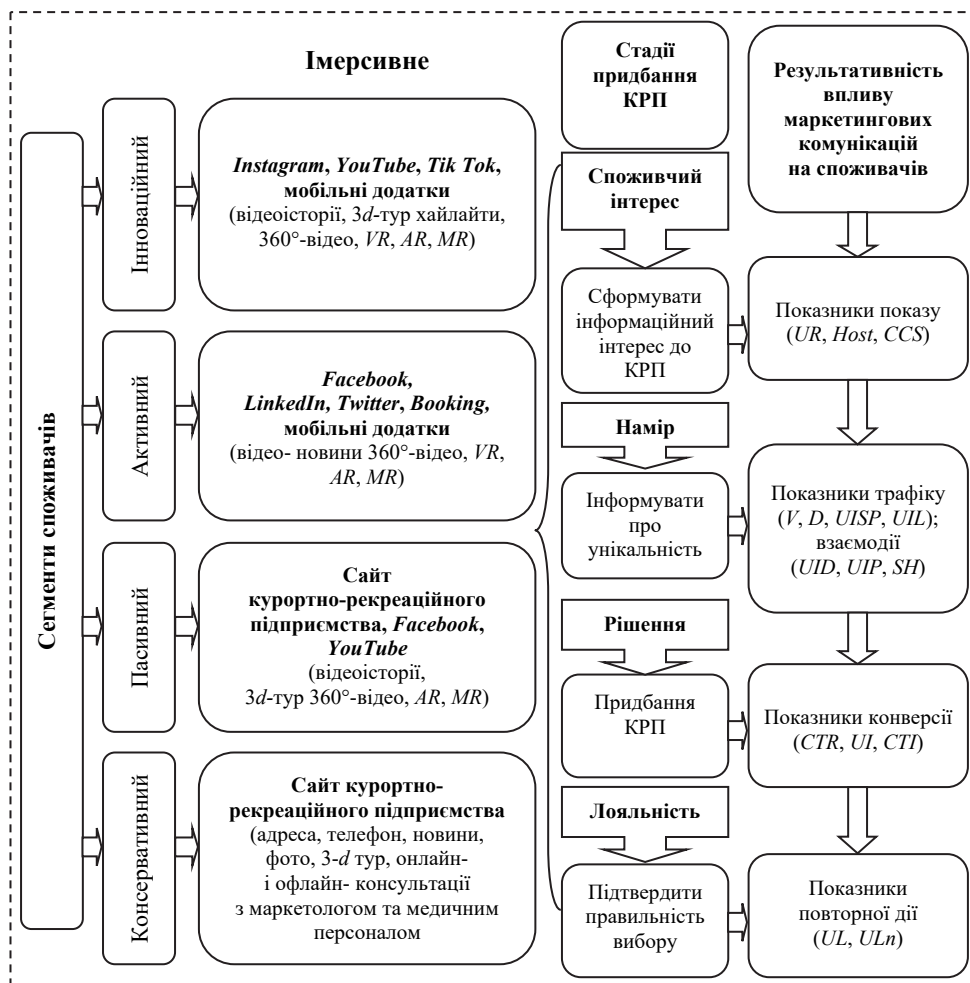 Імерсивне
Стадії
придбання
КРП
Результативність
впливу
маркетингових
комунікацій
на споживачів
Сегменти споживачів
Інноваційний
Instagram, YouTube, Tik Tok,
мобільні додатки
(відеоісторії, 3d-тур хайлайти,
360°-відео, VR, AR, MR)
Активний
Facebook,
LinkedIn, Twitter, Booking,
мобільні додатки
(відео- новини 360°-відео, VR,
AR, MR)
Пасивний
Сайт
курортно-рекреаційного
підприємства, Facebook,
YouTube
(відеоісторії,
3d-тур 360°-відео, AR, MR)
Консервативний
Сайт курортно-
рекреаційного підприємства
(адреса, телефон, новини,
фото, 3-d тур, онлайн-
і офлайн- консультації
з маркетологом та медичним
персоналом
Споживчий
інтерес
Сформувати
інформаційний
інтерес до
КРП
Показники показу
(UR, Host, CCS)
Намір
Інформувати
про
унікальність
Показники трафіку
(V, D, UISP, UIL);
взаємодії
(UID, UIP, SH)
Рішення
Придбання
КРП
Показники конверсії
(CTR, UI, CTI)
Лояльність
Підтвердити
правильність
вибору
Показники
повторної дії
(UL, ULn)